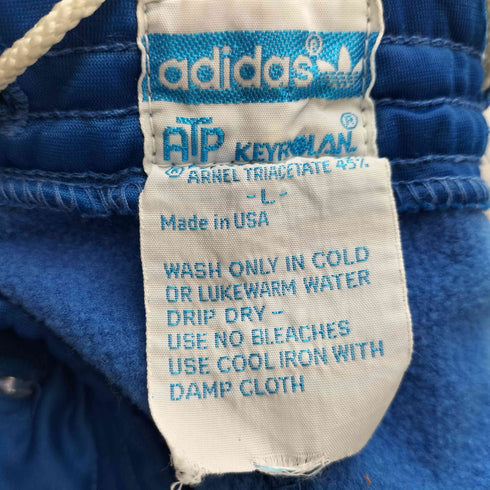 adidas®
ATP KEYROLAN®
® ARNEL TRIACETATE 45%
- L -
Made in USA
WASH ONLY IN COLD
OR LUKEWARM WATER
DRIP DRY -
USE NO BLEACHES
USE COOL IRON WITH
DAMP CLOTH